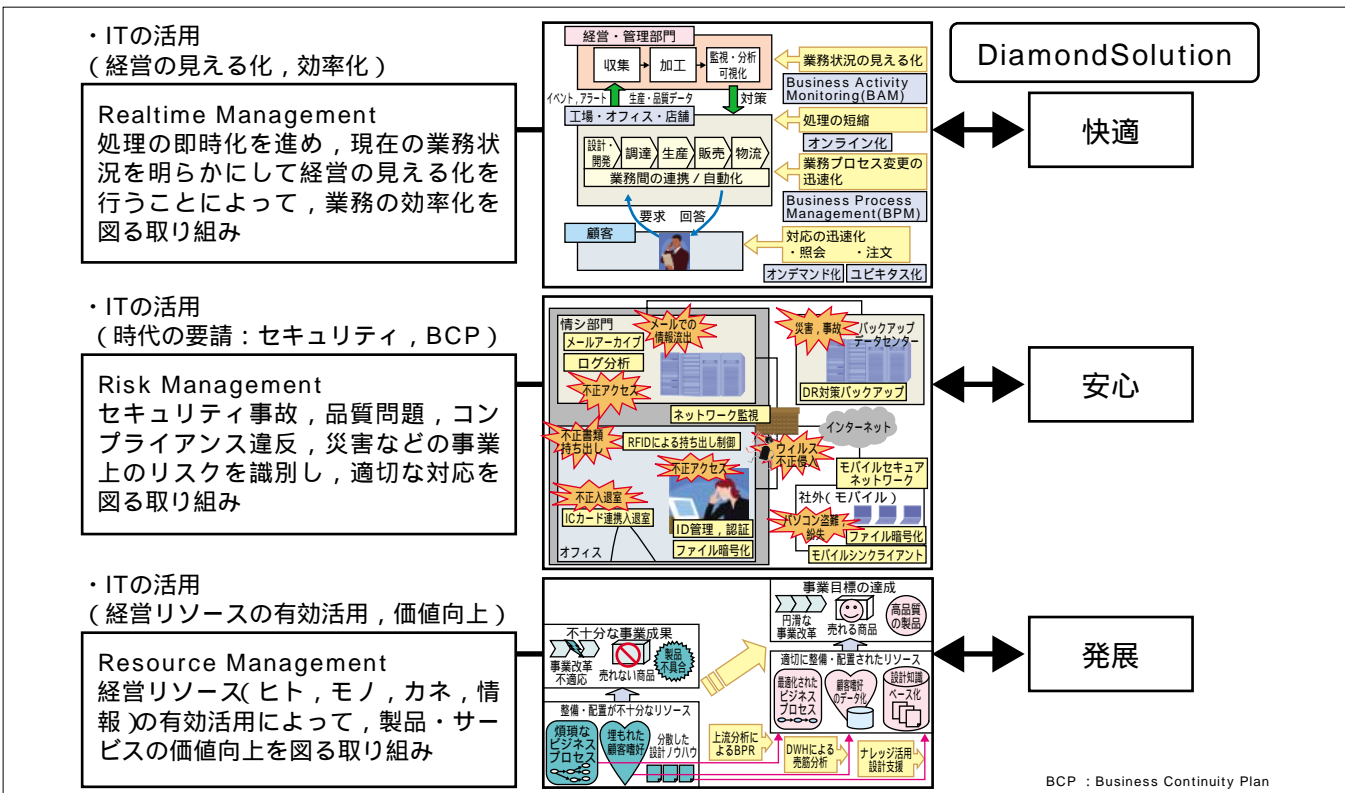 ・ITの活用
（経営の見える化，効率化）
Realtime Management
処理の即時化を進め，現在の業務状
況を明らかにして経営の見える化を
行うことによって，業務の効率化を
図る取り組み
経営・管理部門
収集
加工
監視・分析
可視化
イベント，アラート
生産・品質データ
対策
工場・オフィス・店舗
設計・
開発
調達
生産
販売
物流
業務間の連携／自動化
要求
回答
顧客
業務状況の見える化
Business Activity
Monitoring(BAM)
処理の短縮
オンライン化
業務プロセス変更の
迅速化
Business Process
Management(BPM)
対応の迅速化
・照会　・注文
オンデマンド化
ユビキタス化
DiamondSolution
快適
・ITの活用
（時代の要請：セキュリティ，BCP）
Risk Management
セキュリティ事故，品質問題，コン
プライアンス違反，災害などの事業
上のリスクを識別し，適切な対応を
図る取り組み
情シ部門
メールアーカイブ
ログ分析
メールでの
情報流出
不正アクセス
ネットワーク監視
災害，事故
バックアップ
データセンター
DR対策バックアップ
インターネット
不正書類
持ち出し
RFIDによる持ち出し制御
不正アクセス
ウィルス
不正侵入
不正入退室
ICカード連携入退室
ID管理，認証
ファイル暗号化
オフィス
モバイルセキュア
ネットワーク
社外（モバイル）
パソコン盗難，
紛失
ファイル暗号化
モバイルシンクライアント
安心
・ITの活用
（経営リソースの有効活用，価値向上）
Resource Management
経営リソース（ヒト，モノ，カネ，情
報）の有効活用によって，製品・サー
ビスの価値向上を図る取り組み
不十分な事業成果
事業改革
不適応
売れない商品
製品
不具合
整備・配置が不十分なリソース
煩瑣な
ビジネス
プロセス
埋もれた
顧客嗜好
分散した
設計ノウハウ
事業目標の達成
円滑な
事業改革
売れる商品
高品質
の製品
適切に整備・配置されたリソース
最適化された
ビジネス
プロセス
顧客嗜好
のデータ化
設計知識
ベース化
上流分析に
よるBPR
DWHによる
売筋分析
ナレッジ活用
設計支援
発展
BCP ：Business Continuity Plan